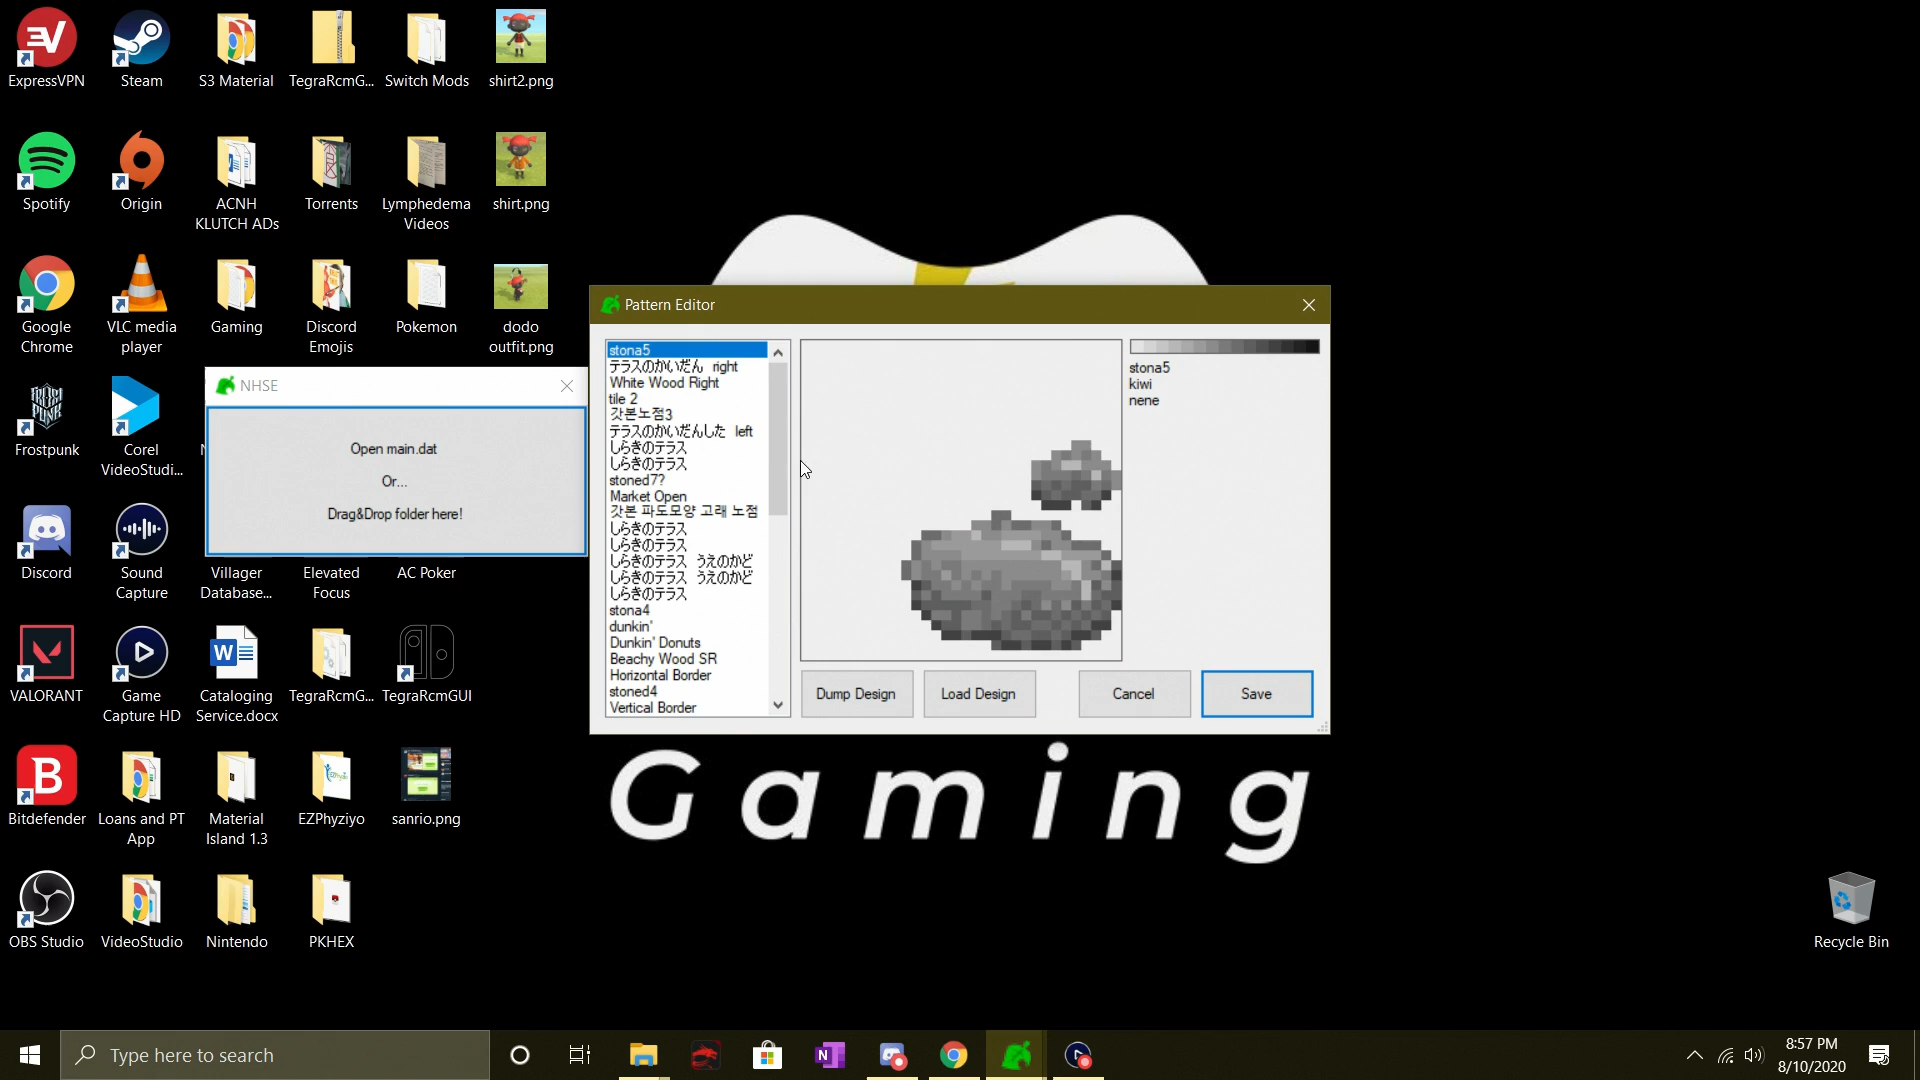 ExpressVPN
Steam
S3 Material
TegraRcmG...
Switch Mods
shirt2.png
Spotify
Origin
ACNH
KLUTCH ADs
Torrents
Lymphedema
Videos
shirt.png
Google
Chrome
VLC media
player
Gaming
Discord
Emojis
Pokemon
dodo
outfit.png
Frostpunk
Corel
VideoStudi...
NHSE
Open main.dat
Or...
Drag&Drop folder here!
Discord
Sound
Capture
Villager
Database...
Elevated
Focus
AC Poker
VALORANT
Game
Capture HD
Cataloging
Service.docx
TegraRcmG...
TegraRcmGUI
Bitdefender
Loans and PT
App
Material
Island 1.3
EZPhyziyo
sanrio.png
OBS Studio
VideoStudio
Nintendo
PKHEX
Pattern Editor
stona5
テラスのかいだん right
White Wood Right
tile 2
갓본노점3
テラスのかいだんした left
しらきのテラス
しらきのテラス
stoned7?
Market Open
갓본 파도모양 고래 노점
しらきのテラス
しらきのテラス
しらきのテラス うえのかど
しらきのテラス うえのかど
しらきのテラス
stona4
dunkin'
Dunkin' Donuts
Beachy Wood SR
Horizontal Border
stoned4
Vertical Border
stona5
kiwi
nene
Dump Design
Load Design
Cancel
Save
Gaming
Recycle Bin
Type here to search
8:57 PM
8/10/2020